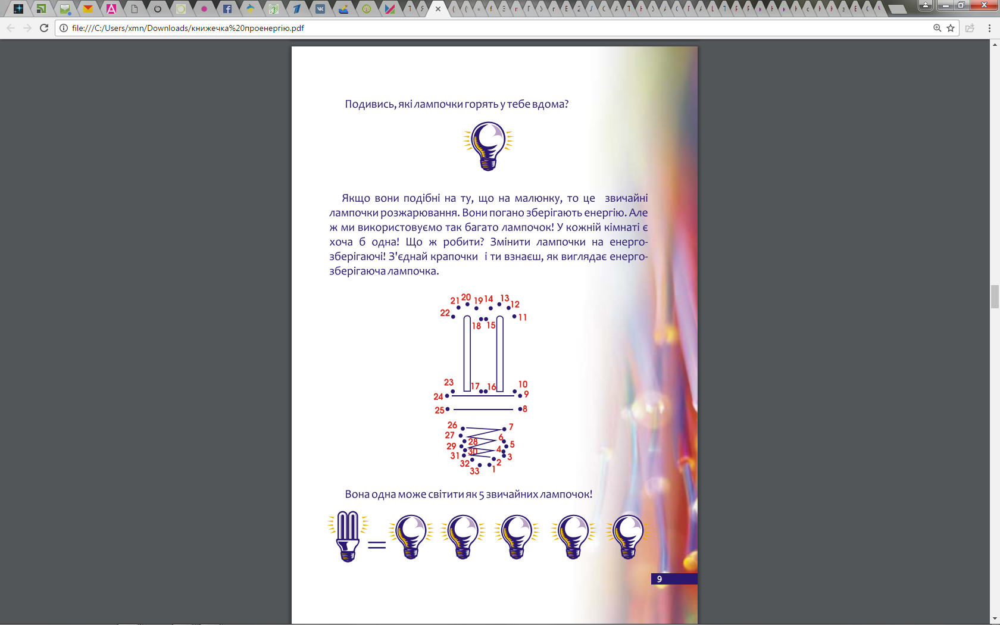 file:///C:/Users/xmn/Downloads/книжечка%20проенергію.pdf
Подивись, які лампочки горять у тебе вдома?
Якщо вони подібні на ту, що на малюнку, то це звичайні
лампочки розжарювання. Вони погано зберігають енергію. Але
ж ми використовуємо так багато лампочок! У кожній кімнаті є
хоча б одна! Що ж робити? Змінити лампочки на енерго-
зберігаючі! З'єднай крапочки і ти взнаєш, як виглядає енерго-
зберігаюча лампочка.
21 20 19 14 13 12
22 11
18 15
23 17 16 10
24 9
25 8
26 7
27 28 6
29 5
30 4
31 3
32 2
33 1
Вона одна може світити як 5 звичайних лампочок!
=
9